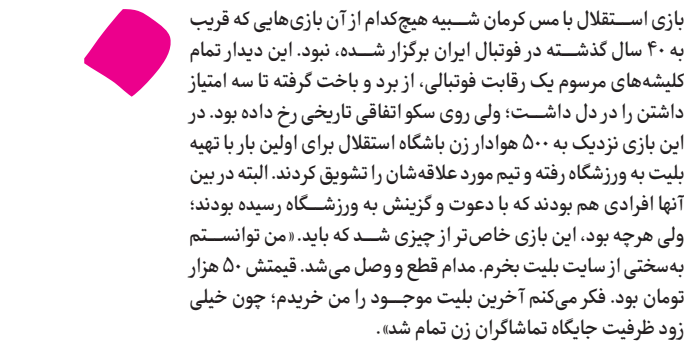 بازی استقلال با مس کرمان شبیه هیچ‌کدام از آن بازی‌هایی که قریب
به ۴۰ سال گذشته در فوتبال ایران برگزار شده، نبود. این دیدار تمام
کلیشه‌های مرسوم یک رقابت فوتبالی، از برد و باخت گرفته تا سه امتیاز
داشتن را در دل داشت؛ ولی روی سکو اتفاقی تاریخی رخ داده بود. در
این بازی نزدیک به ۵۰۰ هوادار زن باشگاه استقلال برای اولین بار با تهیه
بلیت به ورزشگاه رفته و تیم مورد علاقه‌شان را تشویق کردند. البته در بین
آنها افرادی هم بودند که با دعوت و گزینش به ورزشگاه رسیده بودند؛
ولی هرچه بود، این بازی خاص‌تر از چیزی شد که باید. «من توانستم
به‌سختی از سایت بلیت بخرم. مدام قطع و وصل می‌شد. قیمتش ۵۰ هزار
تومان بود. فکر می‌کنم آخرین بلیت موجود را من خریدم؛ چون خیلی
زود ظرفیت جایگاه تماشاگران زن تمام شد».